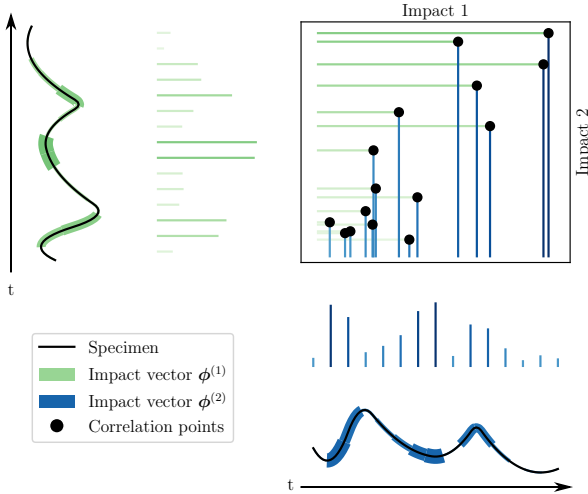 Impact 1
Impact 2
t
Specimen
Impact vector ϕ⁽¹⁾
Impact vector ϕ⁽²⁾
Correlation points
t